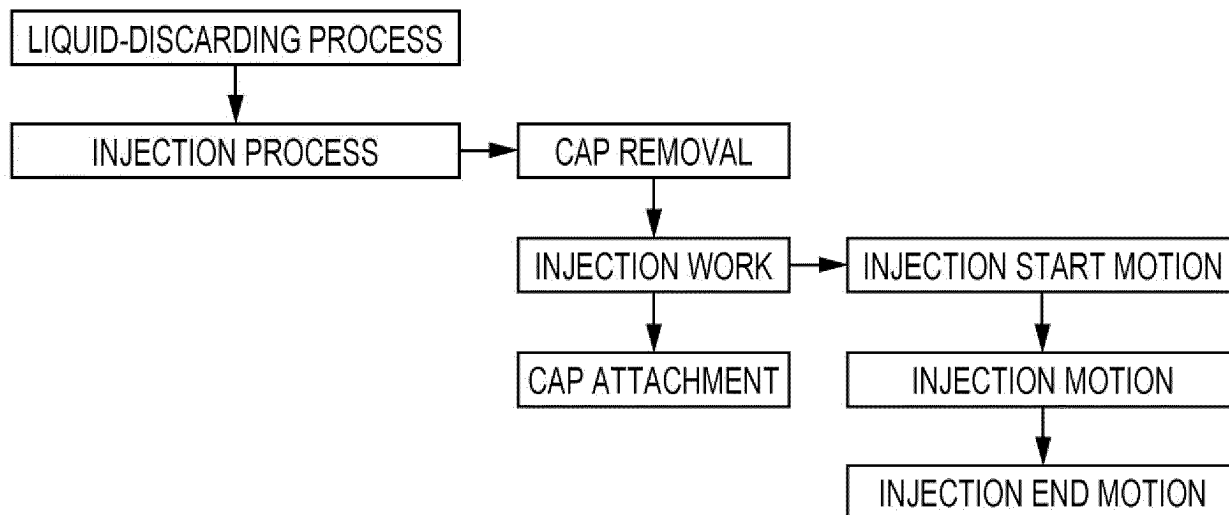 LIQUID-DISCARDING PROCESS
INJECTION PROCESS
CAP REMOVAL
INJECTION WORK
INJECTION START MOTION
CAP ATTACHMENT
INJECTION MOTION
INJECTION END MOTION